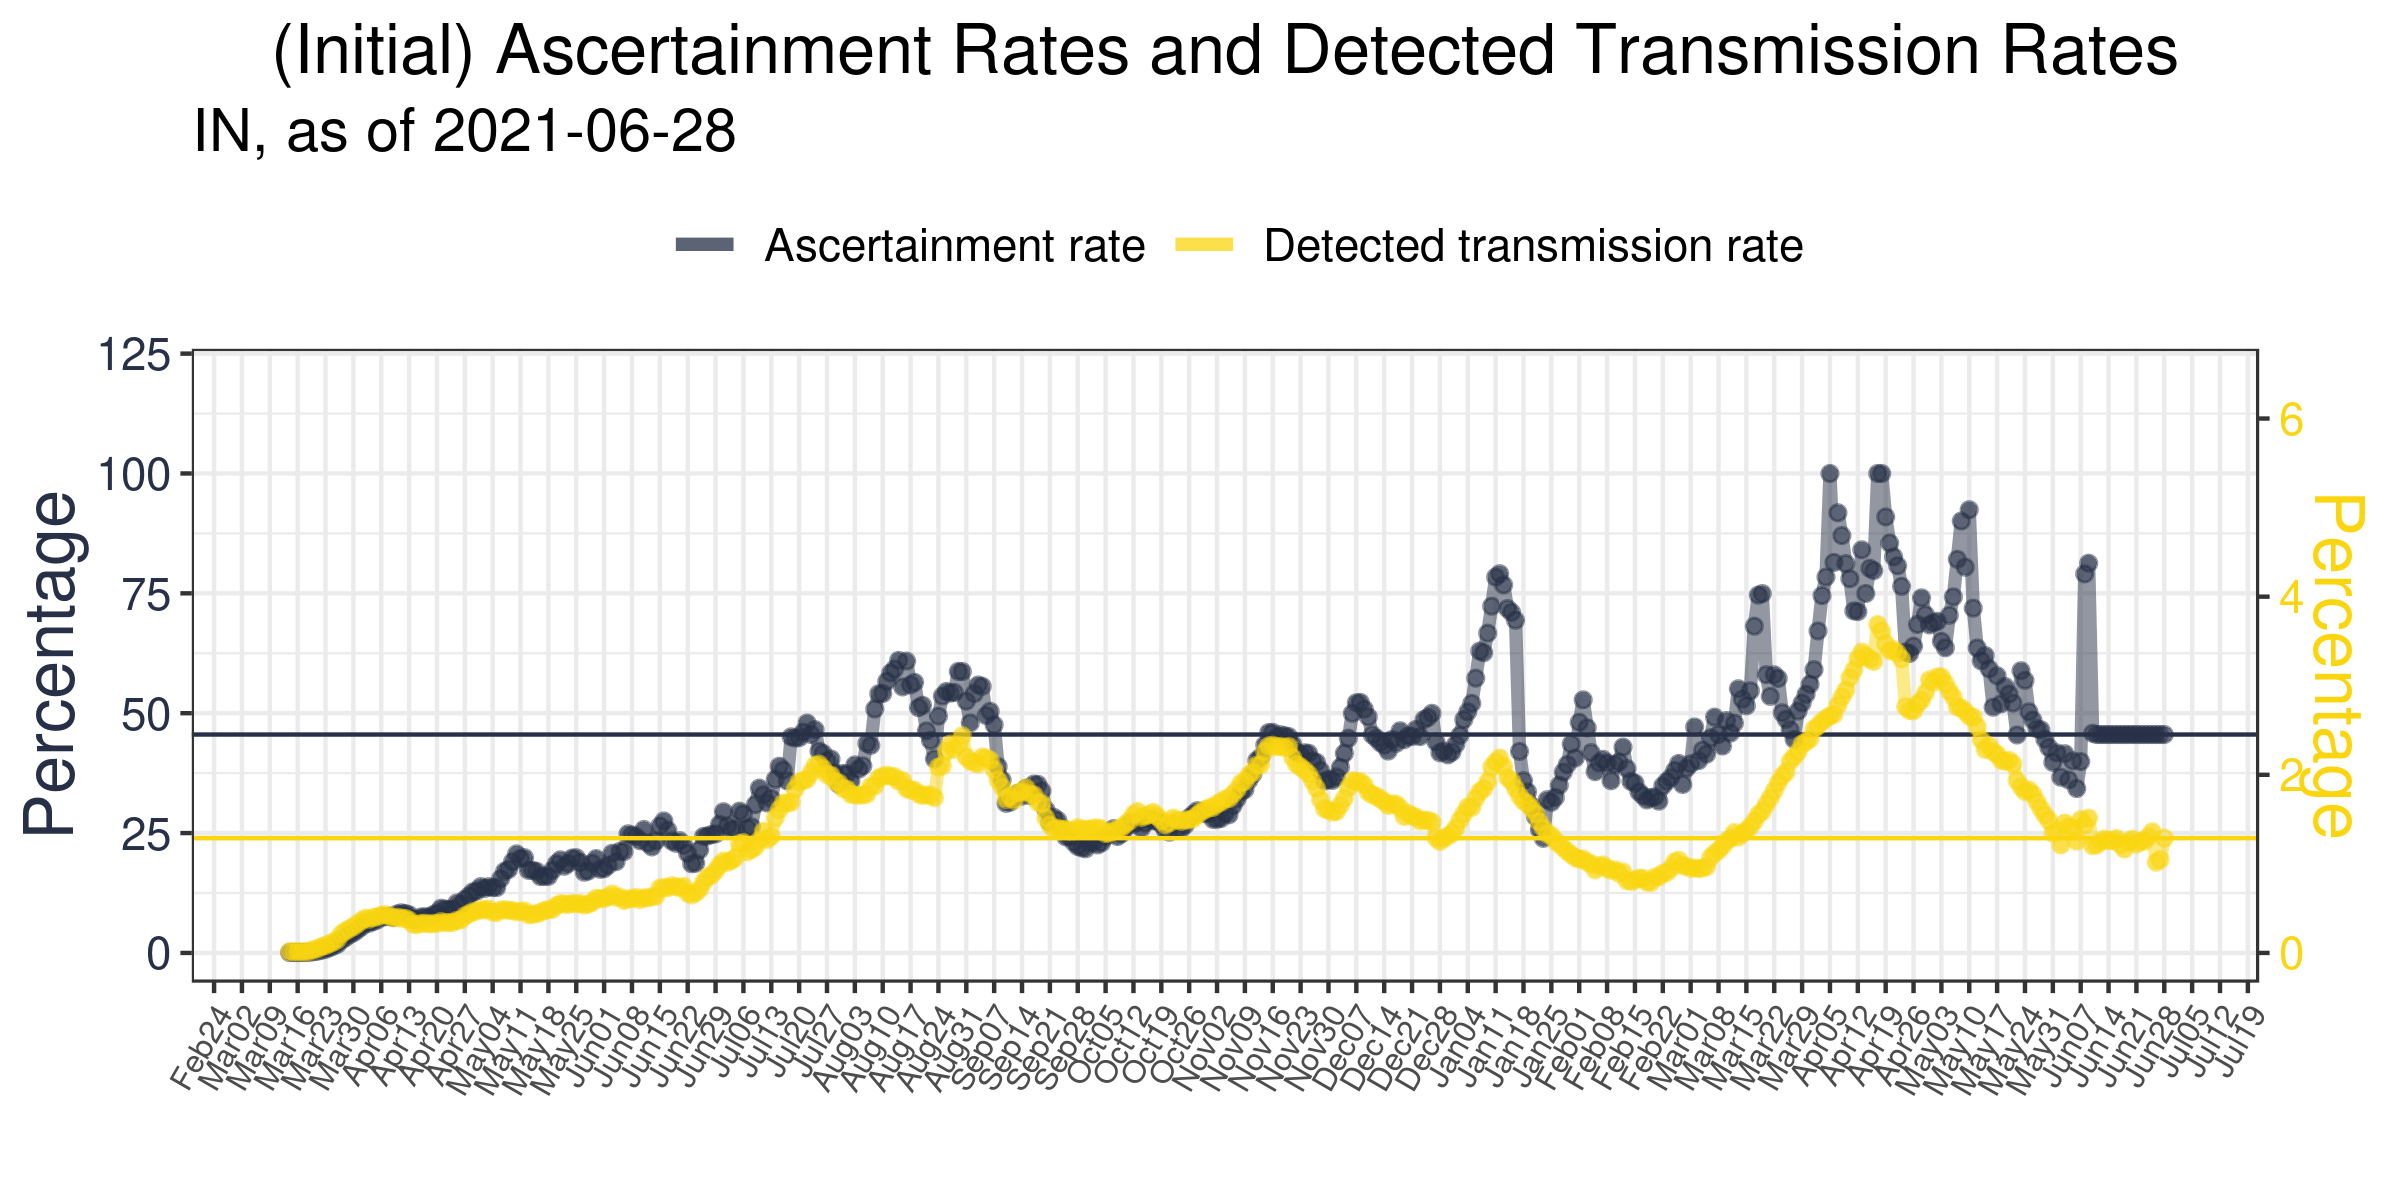 (Initial) Ascertainment Rates and Detected Transmission Rates
IN, as of 2021-06-28
Ascertainment rate
Detected transmission rate
125
100
75
50
25
0
Percentage
6
4
2
0
Percentage
Feb24
Mar02
Mar09
Mar16
Mar23
Mar30
Apr06
Apr13
Apr20
Apr27
May04
May11
May18
May25
Jun01
Jun08
Jun15
Jun22
Jun29
Jul06
Jul13
Jul20
Jul27
Aug03
Aug10
Aug17
Aug24
Aug31
Sep07
Sep14
Sep21
Sep28
Oct05
Oct12
Oct19
Oct26
Nov02
Nov09
Nov16
Nov23
Nov30
Dec07
Dec14
Dec21
Dec28
Jan04
Jan11
Jan18
Jan25
Feb01
Feb08
Feb15
Feb22
Mar01
Mar08
Mar15
Mar22
Mar29
Apr05
Apr12
Apr19
Apr26
May03
May10
May17
May24
May31
Jun07
Jun14
Jun21
Jun28
Jul05
Jul12
Jul19